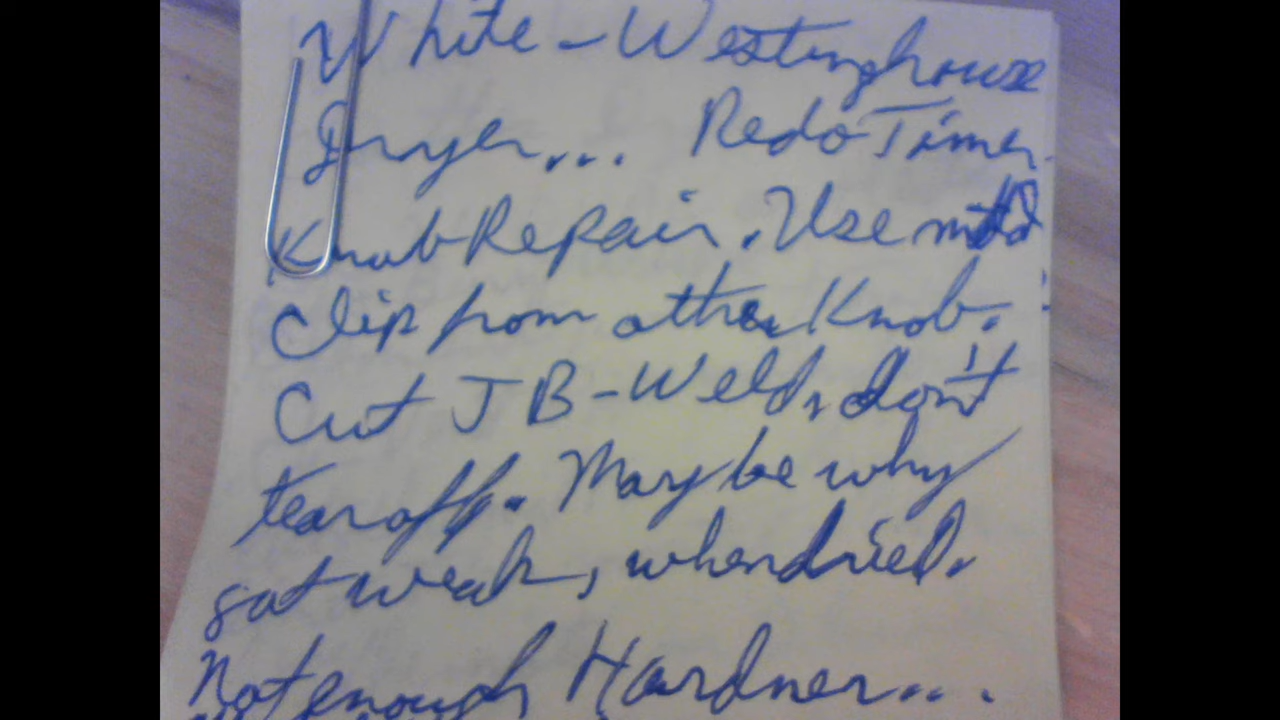 White - Westinghouse
Dryer... Redo Timer
Knob Repair. Use
Clip from other Knob.
Cut JB-Weld, don't
tear off. Maybe why
got weak, when dried.
Not enough Hardner...